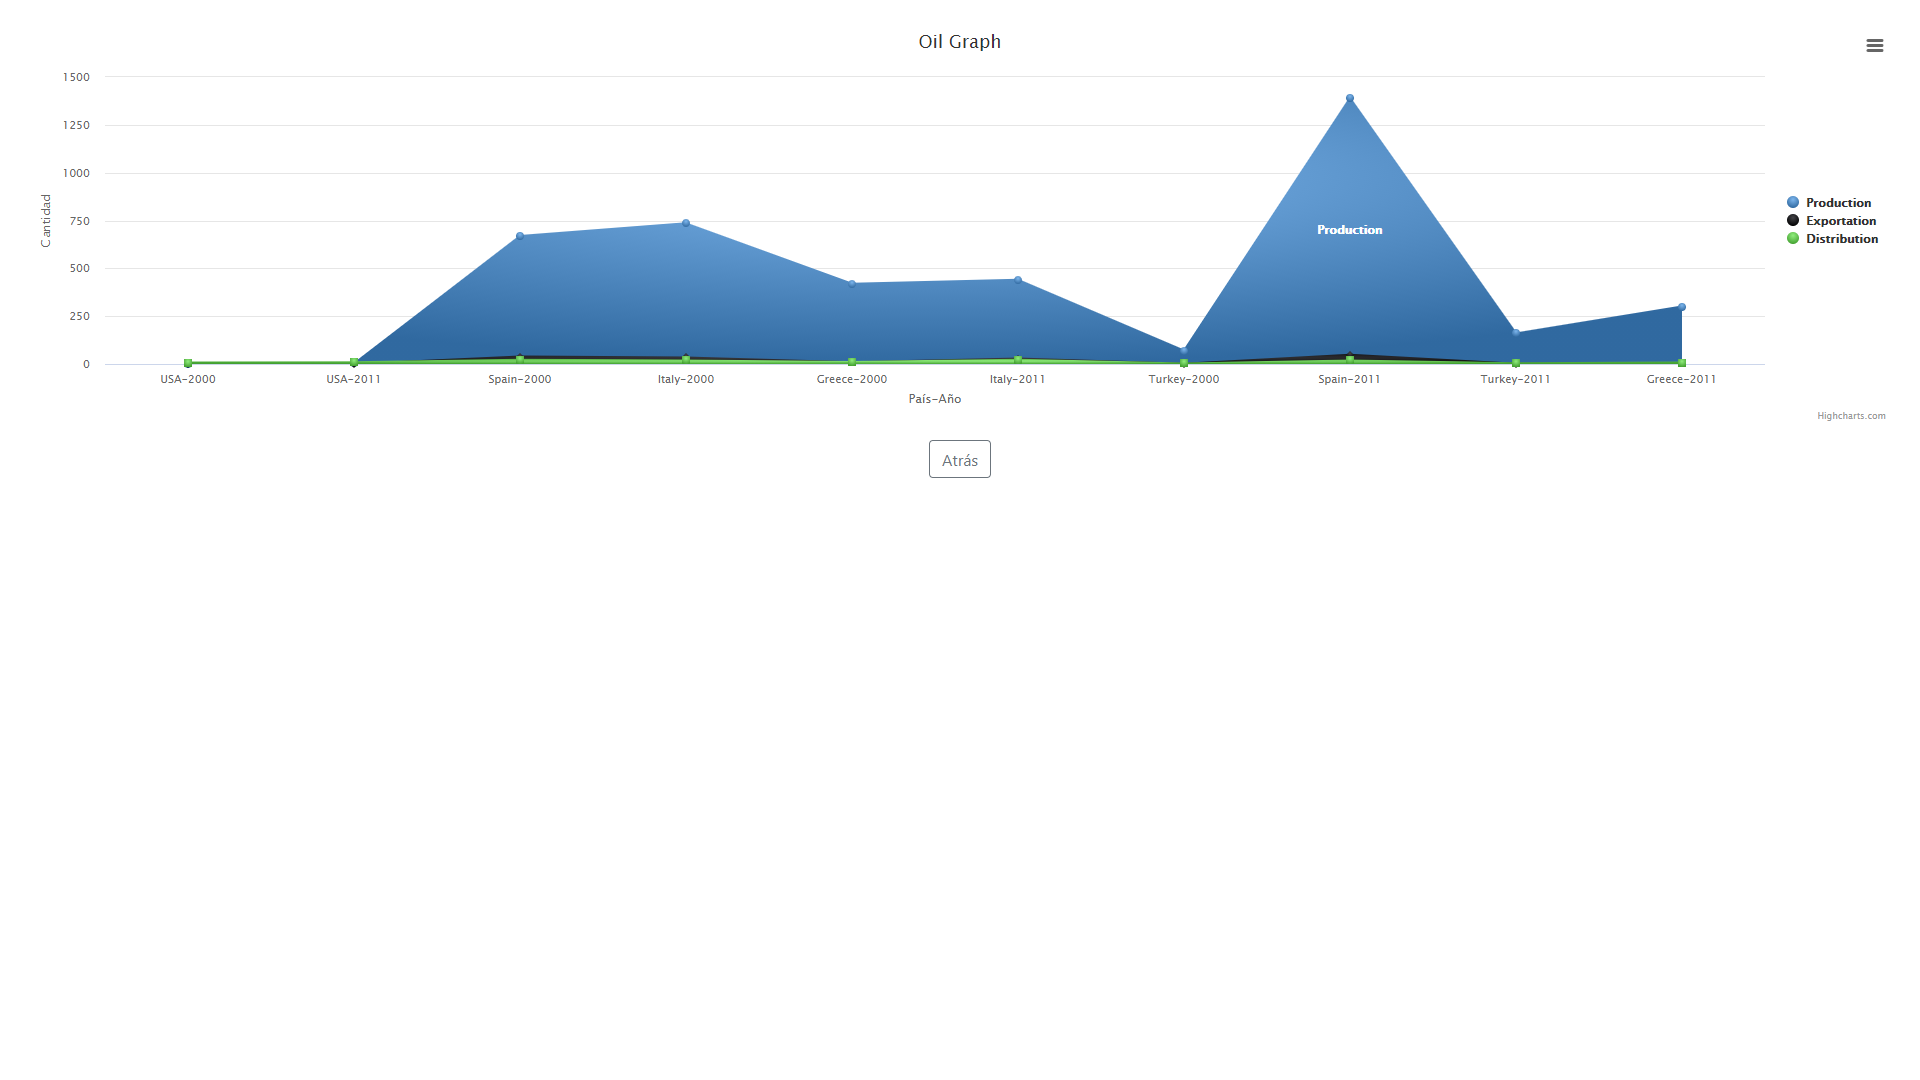 Oil Graph
1500
1250
1000
750
500
250
0
Cantidad
Production
Production
Exportation
Distribution
USA-2000
USA-2011
Spain-2000
Italy-2000
Greece-2000
Italy-2011
Turkey-2000
Spain-2011
Turkey-2011
Greece-2011
País-Año
Highcharts.com
Atrás